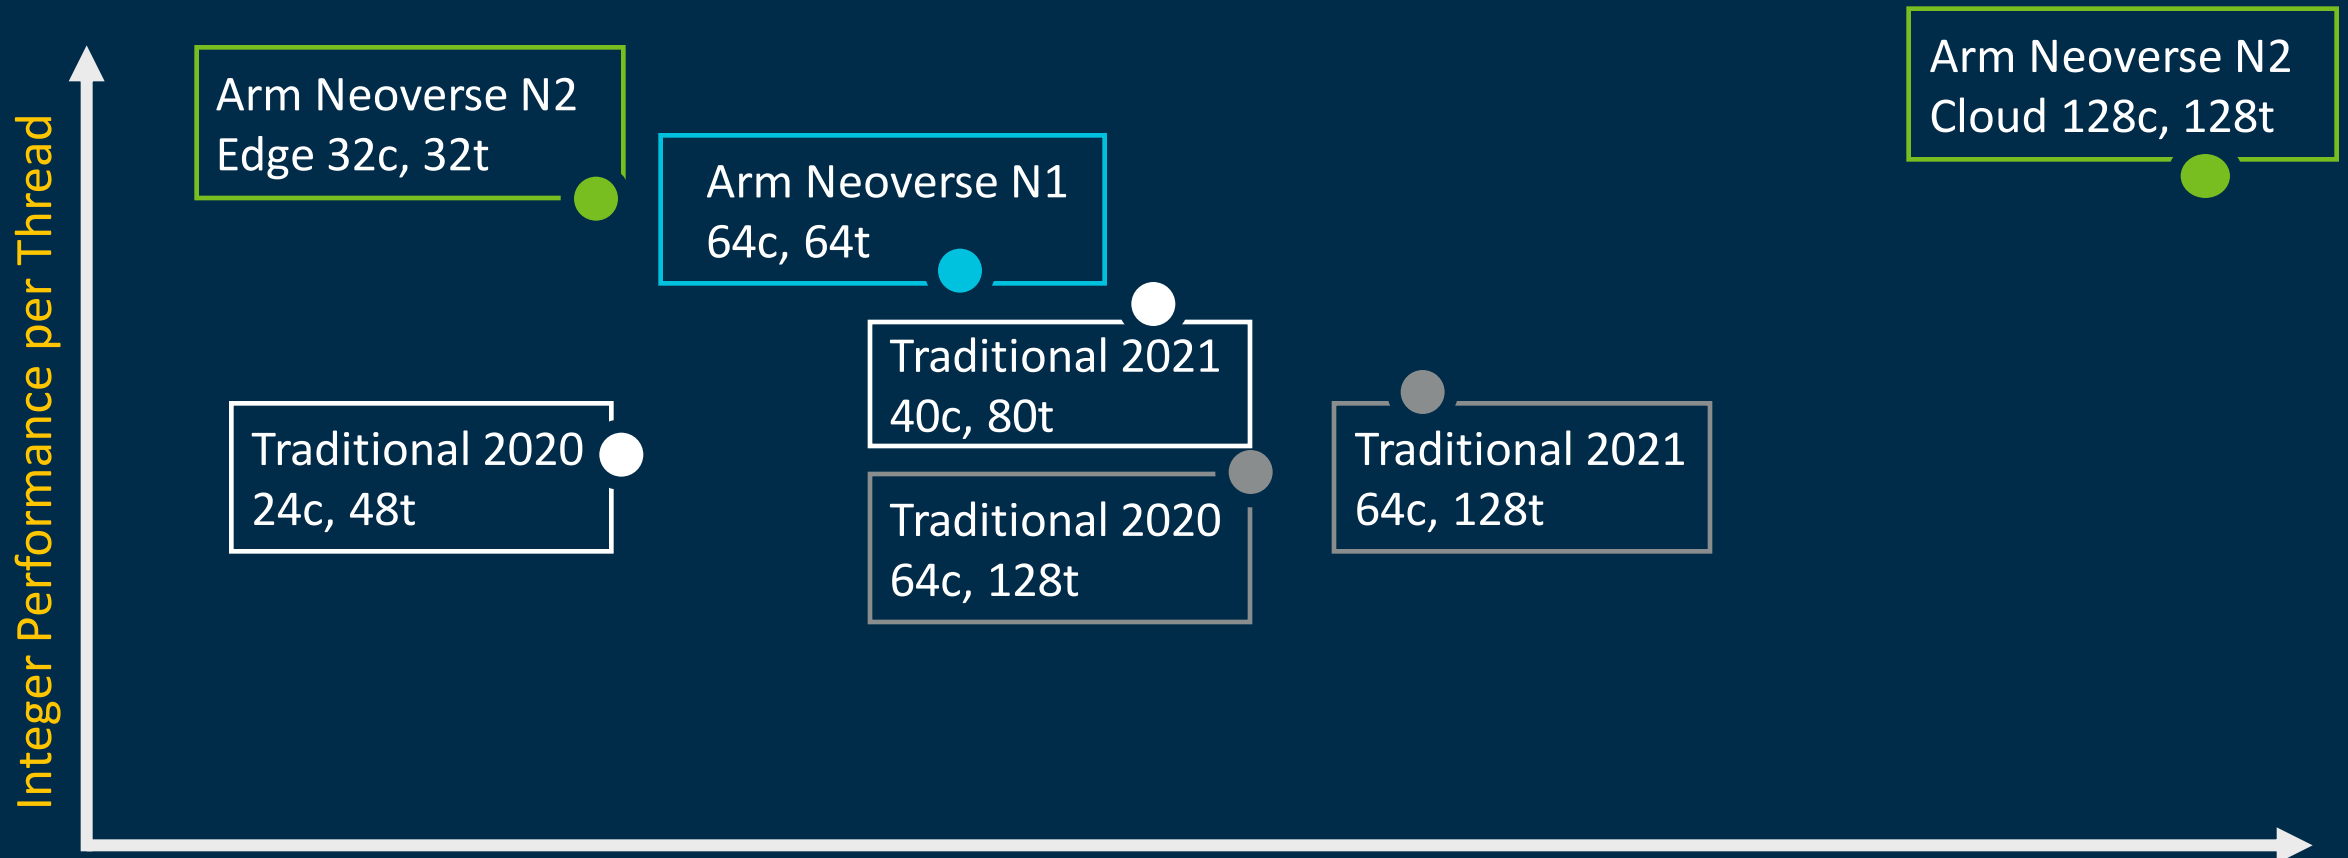 Integer Performance per Thread
Arm Neoverse N2
Edge 32c, 32t
Arm Neoverse N1
64c, 64t
Arm Neoverse N2
Cloud 128c, 128t
Traditional 2020
24c, 48t
Traditional 2021
40c, 80t
Traditional 2020
64c, 128t
Traditional 2021
64c, 128t